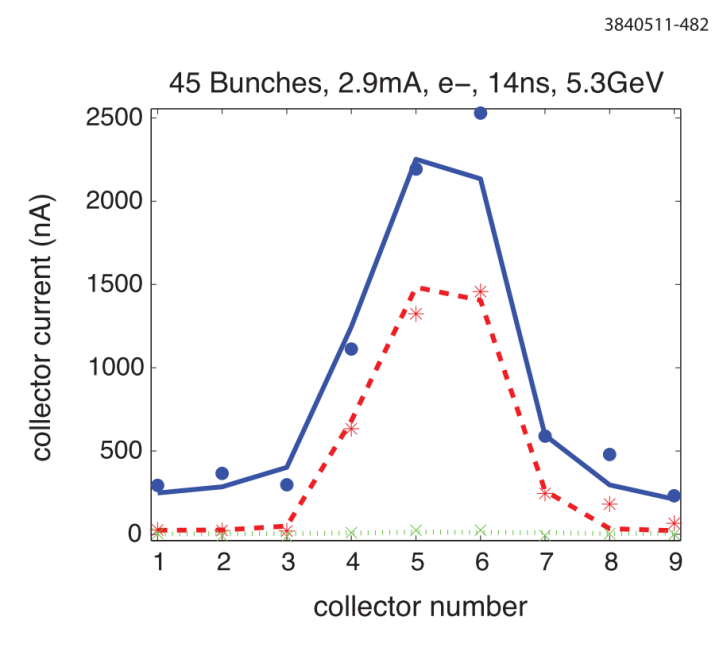 3840511-482
45 Bunches, 2.9mA, e−, 14ns, 5.3GeV
2500
2000
1500
1000
500
0
1 2 3 4 5 6 7 8 9
collector number
collector current (nA)